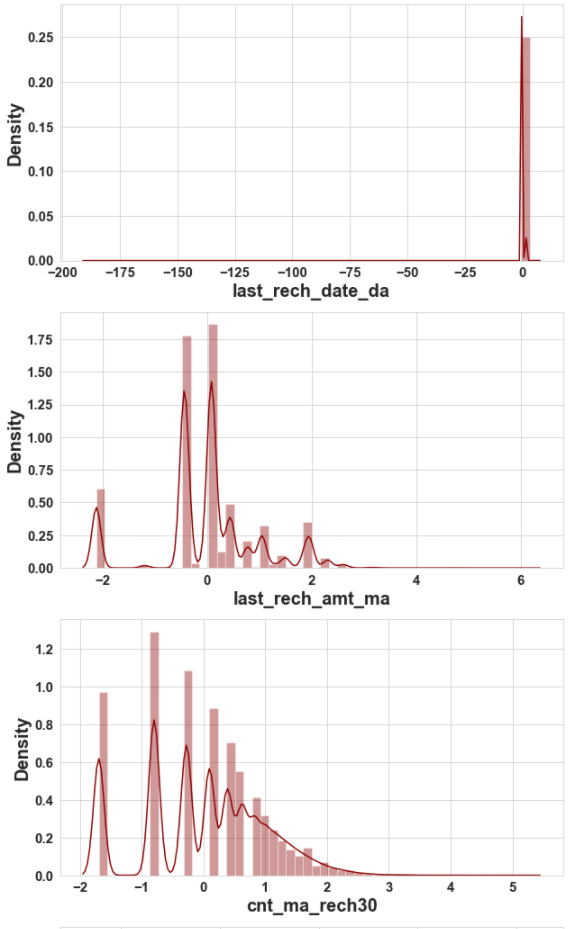 0.25
0.20
0.15
0.10
0.05
0.00
Density
−200 −175 −150 −125 −100 −75 −50 −25 0
last_rech_date_da
1.75
1.50
1.25
1.00
0.75
0.50
0.25
0.00
Density
−2 0 2 4 6
last_rech_amt_ma
1.2
1.0
0.8
0.6
0.4
0.2
0.0
Density
−2 −1 0 1 2 3 4 5
cnt_ma_rech30